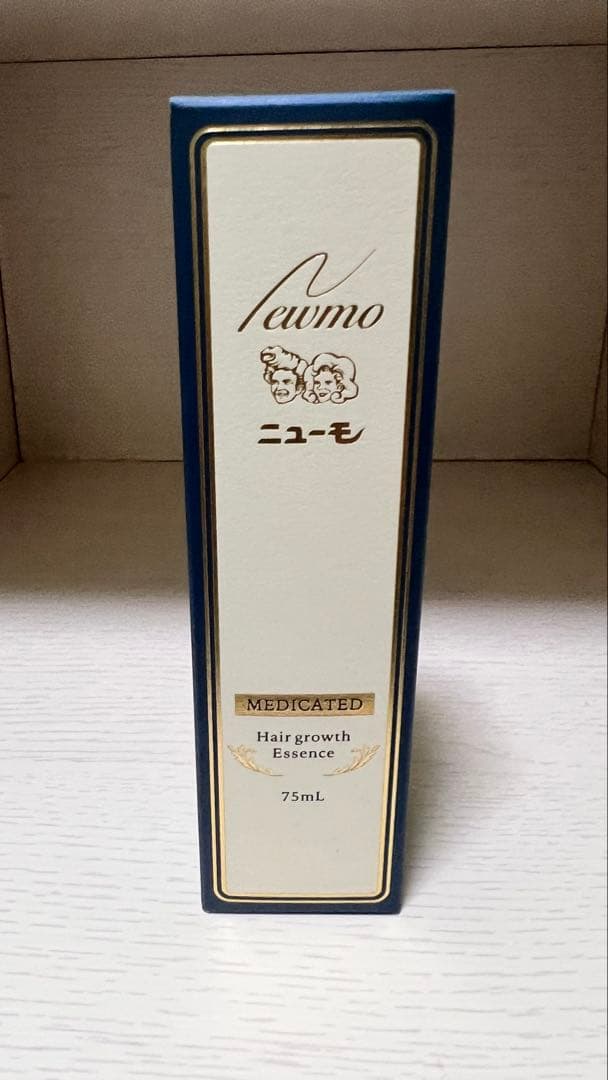 Newmo
ニューモ
MEDICATED
Hair growth
Essence
75mL